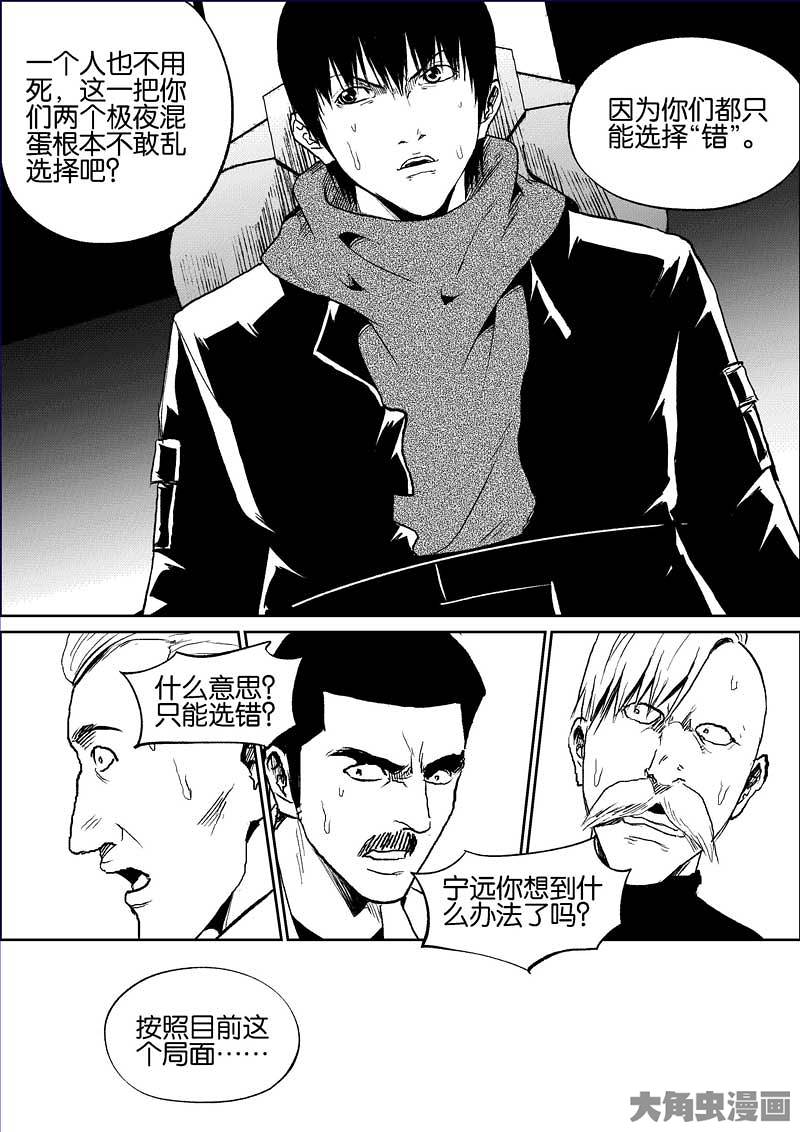 一个人也不用
死，这一把你
们两个极夜混
蛋根本不敢乱
选择吧？
因为你们都只
能选择“错”。
什么意思？
只能选错？
宁远你想到什
么办法了吗？
按照目前这
个局面……
大角虫漫画